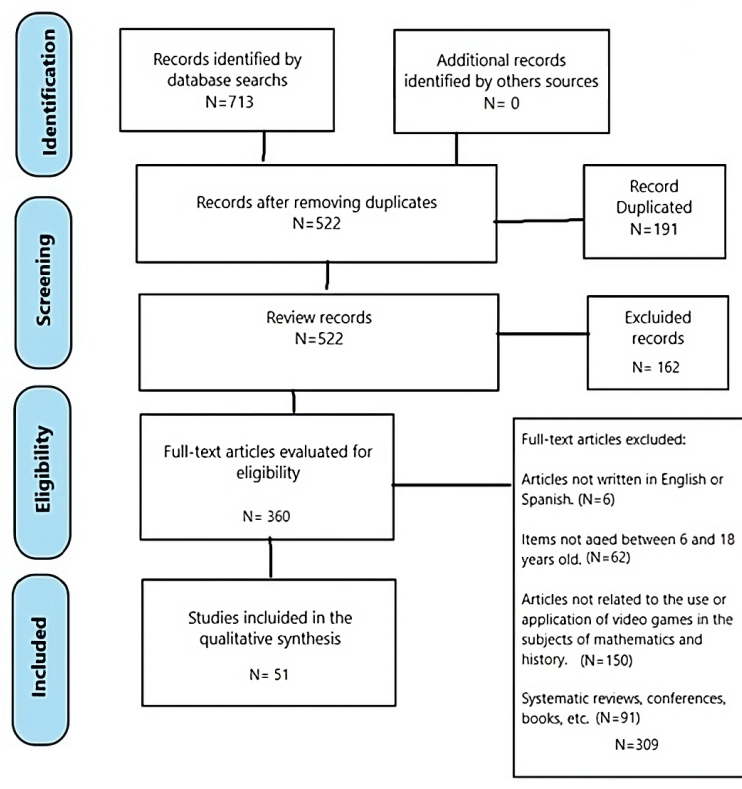 Identification
Records identified by
database searchs
N=713
Additional records
identified by others sources
N= 0
Records after removing duplicates
N=522
Record
Duplicated
N=191
Screening
Review records
N=522
Excluided
records
N= 162
Eligibility
Full-text articles evaluated for
eligibility
N= 360
Full-text articles excluded:
Articles not written in English or
Spanish. (N=6)
Items not aged between 6 and 18
years old. (N=62)
Articles not related to the use or
application of video games in the
subjects of mathematics and
history. (N=150)
Systematic reviews, conferences,
books, etc. (N=91)
N=309
Included
Studies incluided in the
qualitative synthesis
N= 51